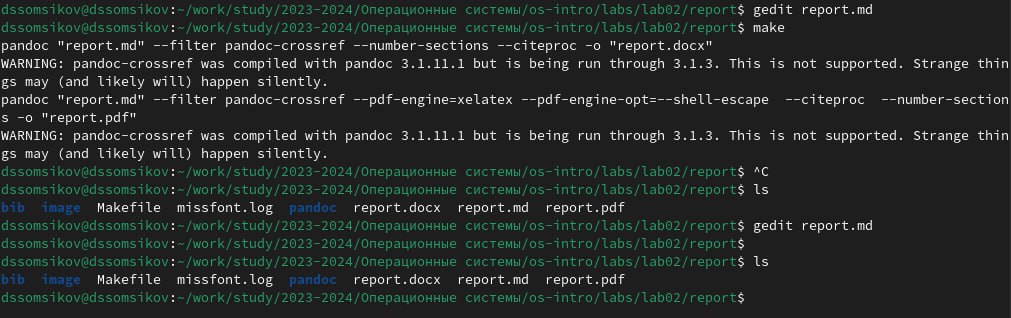 dssomsikov@dssomsikov:~/work/study/2023-2024/Операционные системы/os-intro/labs/lab02/report$ gedit report.md
dssomsikov@dssomsikov:~/work/study/2023-2024/Операционные системы/os-intro/labs/lab02/report$ make
pandoc "report.md" --filter pandoc-crossref --number-sections --citeproc -o "report.docx"
WARNING: pandoc-crossref was compiled with pandoc 3.1.11.1 but is being run through 3.1.3. This is not supported. Strange thin
gs may (and likely will) happen silently.
pandoc "report.md" --filter pandoc-crossref --pdf-engine=xelatex --pdf-engine-opt=--shell-escape  --citeproc  --number-section
s -o "report.pdf"
WARNING: pandoc-crossref was compiled with pandoc 3.1.11.1 but is being run through 3.1.3. This is not supported. Strange thin
gs may (and likely will) happen silently.
dssomsikov@dssomsikov:~/work/study/2023-2024/Операционные системы/os-intro/labs/lab02/report$ ^C
dssomsikov@dssomsikov:~/work/study/2023-2024/Операционные системы/os-intro/labs/lab02/report$ ls
bib  image  Makefile  missfont.log  pandoc  report.docx  report.md  report.pdf
dssomsikov@dssomsikov:~/work/study/2023-2024/Операционные системы/os-intro/labs/lab02/report$ gedit report.md
dssomsikov@dssomsikov:~/work/study/2023-2024/Операционные системы/os-intro/labs/lab02/report$
dssomsikov@dssomsikov:~/work/study/2023-2024/Операционные системы/os-intro/labs/lab02/report$ ls
bib  image  Makefile  missfont.log  pandoc  report.docx  report.md  report.pdf
dssomsikov@dssomsikov:~/work/study/2023-2024/Операционные системы/os-intro/labs/lab02/report$